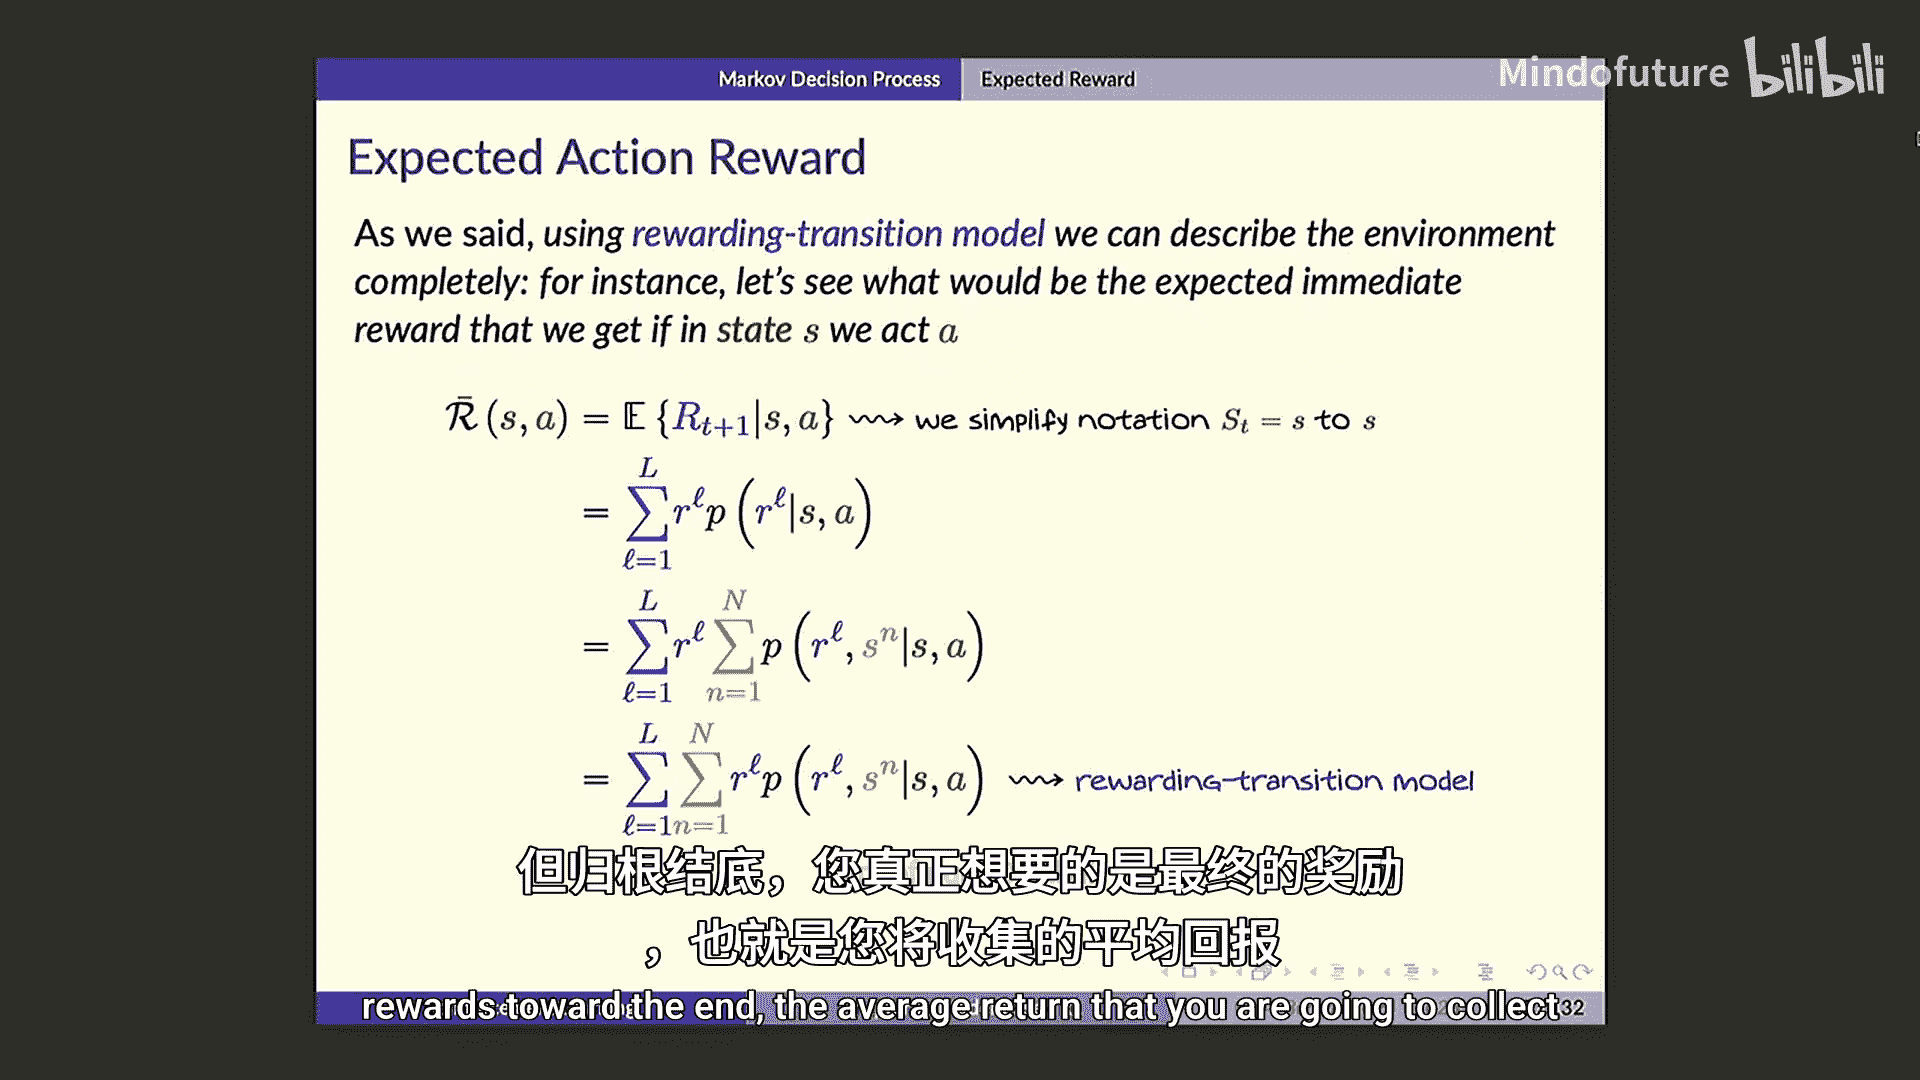 Mindofuture bilibili
Markov Decision Process Expected Reward
Expected Action Reward
As we said, using rewarding-transition model we can describe the environment
completely: for instance, let's see what would be the expected immediate
reward that we get if in state s we act a
R̄ (s, a) = 𝔼 {R_{t+1}|s, a} ⇝ we simplify notation S_t = s to s
= ∑_{ℓ=1}^{L} r^ℓ p (r^ℓ|s, a)
= ∑_{ℓ=1}^{L} r^ℓ ∑_{n=1}^{N} p (r^ℓ, s^n|s, a)
= ∑_{ℓ=1}^{L} ∑_{n=1}^{N} r^ℓ p (r^ℓ, s^n|s, a) ⇝ rewarding-transition model
但归根结底，您真正想要的是最终的奖励
，也就是您将收集的平均回报
rewards toward the end, the average return that you are going to collect
32